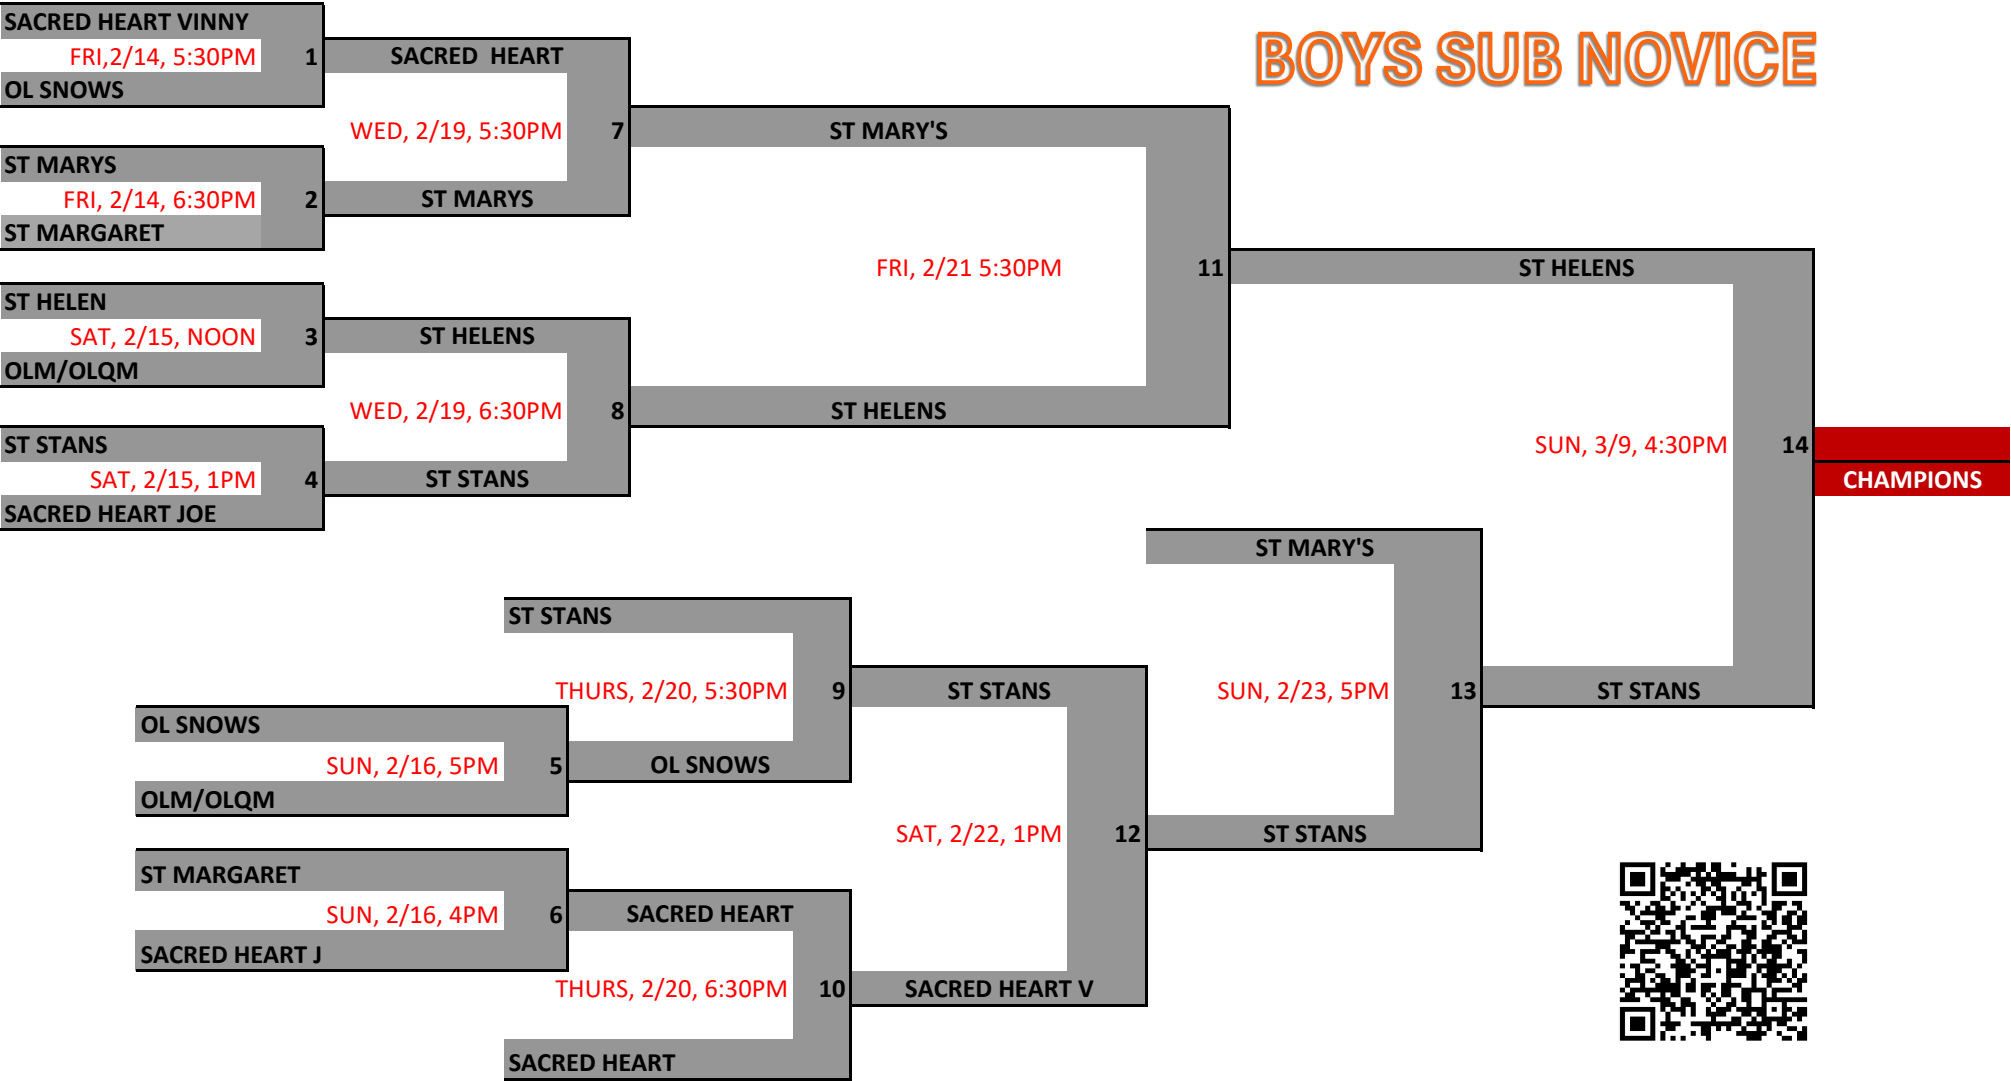 BOYS SUB NOVICE
SACRED HEART VINNY
FRI,2/14, 5:30PM
1
OL SNOWS
SACRED  HEART
WED, 2/19, 5:30PM
7
ST MARY'S
ST MARYS
FRI, 2/14, 6:30PM
2
ST MARGARET
ST MARYS
FRI, 2/21 5:30PM
11
ST HELENS
ST HELEN
SAT, 2/15, NOON
3
OLM/OLQM
ST HELENS
WED, 2/19, 6:30PM
8
ST HELENS
ST STANS
SAT, 2/15, 1PM
4
SACRED HEART JOE
ST STANS
SUN, 3/9, 4:30PM
14
CHAMPIONS
ST MARY'S
ST STANS
THURS, 2/20, 5:30PM
9
ST STANS
SUN, 2/23, 5PM
13
ST STANS
OL SNOWS
SUN, 2/16, 5PM
5
OLM/OLQM
OL SNOWS
SAT, 2/22, 1PM
12
ST STANS
ST MARGARET
SUN, 2/16, 4PM
6
SACRED HEART J
SACRED HEART
THURS, 2/20, 6:30PM
10
SACRED HEART V
SACRED HEART